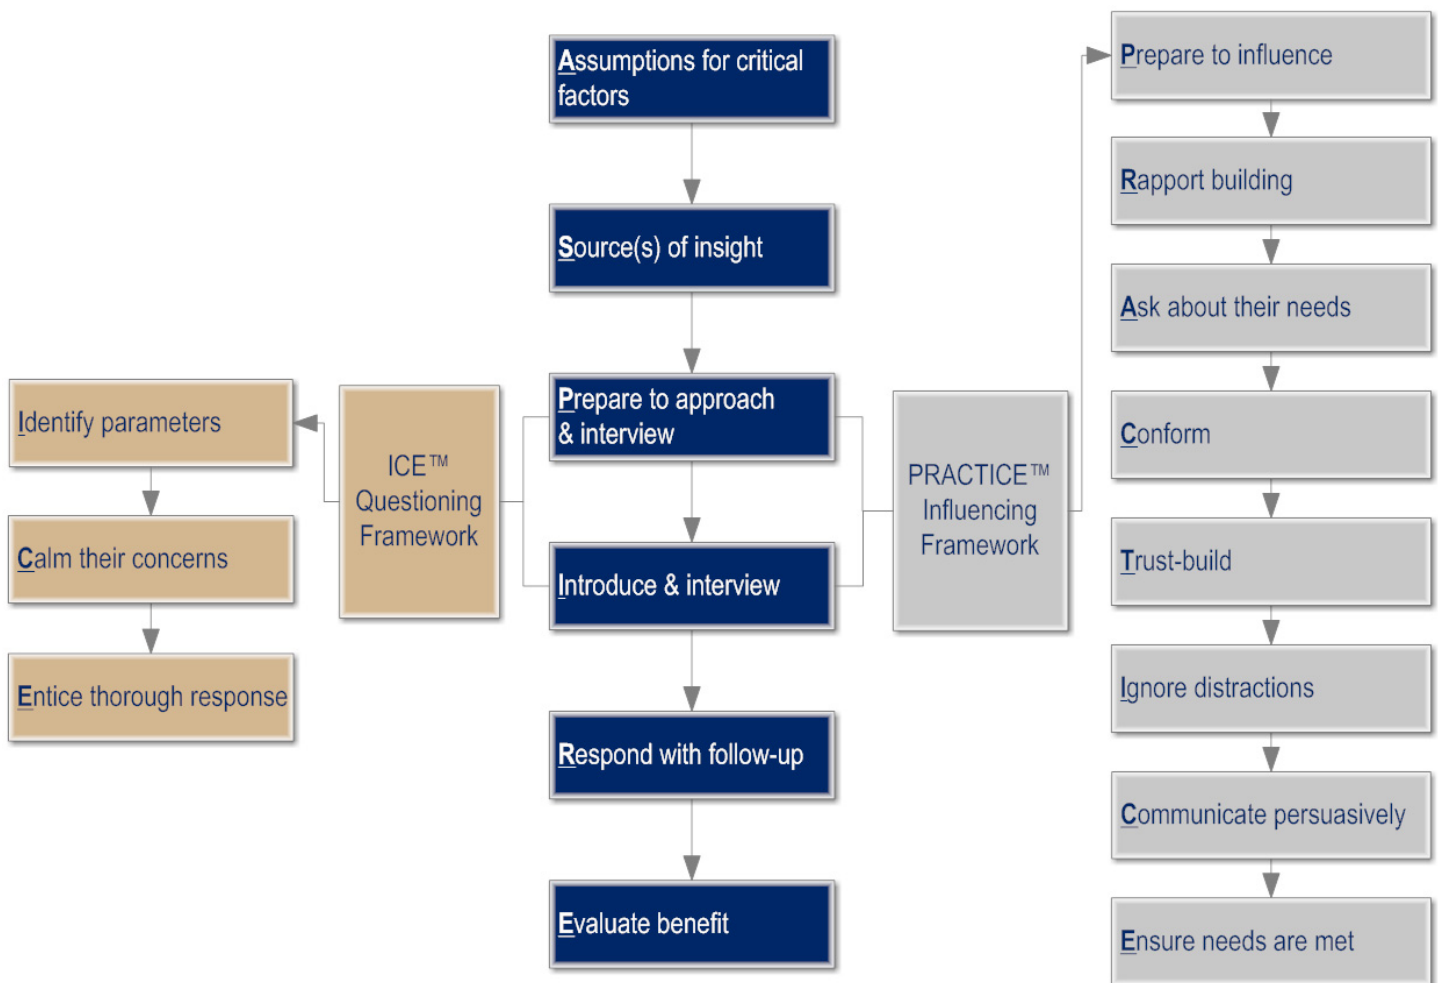 Assumptions for critical
factors
Source(s) of insight
Prepare to approach
& interview
Introduce & interview
Respond with follow-up
Evaluate benefit
ICE™
Questioning
Framework
Identify parameters
Calm their concerns
Entice thorough response
PRACTICE™
Influencing
Framework
Prepare to influence
Rapport building
Ask about their needs
Conform
Trust-build
Ignore distractions
Communicate persuasively
Ensure needs are met